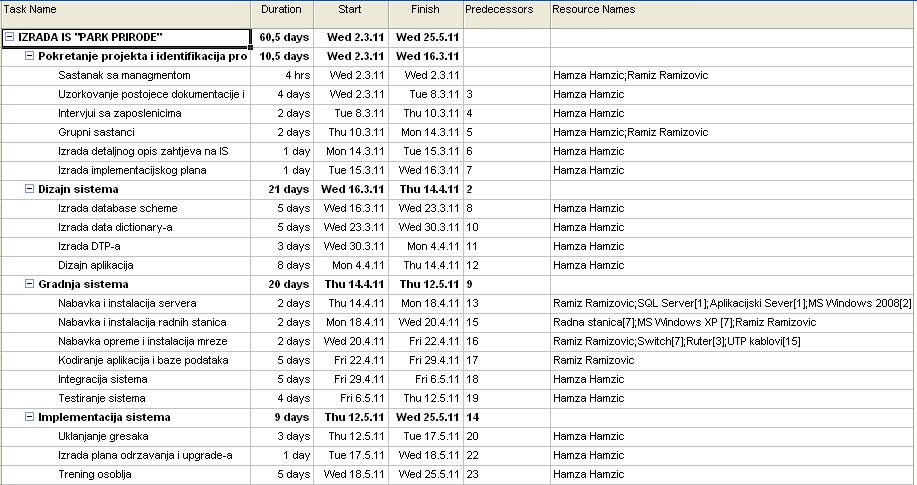 Task Name Duration Start Finish Predecessors Resource Names
IZRADA IS "PARK PRIRODE" 60,5 days Wed 2.3.11 Wed 25.5.11
Pokretanje projekta i identifikacija pro 10,5 days Wed 2.3.11 Wed 16.3.11
Sastanak sa managmentom 4 hrs Wed 2.3.11 Wed 2.3.11 Hamza Hamzic;Ramiz Ramizovic
Uzorkovanje postojece dokumentacije i 4 days Wed 2.3.11 Tue 8.3.11 3 Hamza Hamzic
Intervjui sa zaposlenicima 2 days Tue 8.3.11 Thu 10.3.11 4 Hamza Hamzic
Grupni sastanci 2 days Thu 10.3.11 Mon 14.3.11 5 Hamza Hamzic;Ramiz Ramizovic
Izrada detaljnog opis zahtjeva na IS 1 day Mon 14.3.11 Tue 15.3.11 6 Hamza Hamzic
Izrada implementacijskog plana 1 day Tue 15.3.11 Wed 16.3.11 7 Hamza Hamzic
Dizajn sistema 21 days Wed 16.3.11 Thu 14.4.11 2
Izrada database scheme 5 days Wed 16.3.11 Wed 23.3.11 8 Hamza Hamzic
Izrada data dictionary-a 5 days Wed 23.3.11 Wed 30.3.11 10 Hamza Hamzic
Izrada DTP-a 3 days Wed 30.3.11 Mon 4.4.11 11 Hamza Hamzic
Dizajn aplikacija 8 days Mon 4.4.11 Thu 14.4.11 12 Hamza Hamzic
Gradnja sistema 20 days Thu 14.4.11 Thu 12.5.11 9
Nabavka i instalacija servera 2 days Thu 14.4.11 Mon 18.4.11 13 Ramiz Ramizovic;SQL Server[1];Aplikacijski Sever[1];MS Windows 2008[2]
Nabavka i instalacija radnih stanica 2 days Mon 18.4.11 Wed 20.4.11 15 Radna stanica[7];MS Windows XP [7];Ramiz Ramizovic
Nabavka opreme i instalacija mreze 2 days Wed 20.4.11 Fri 22.4.11 16 Ramiz Ramizovic;Switch[7];Ruter[3];UTP kablovi[15]
Kodiranje aplikacija i baze podataka 5 days Fri 22.4.11 Fri 29.4.11 17 Ramiz Ramizovic
Integracija sistema 5 days Fri 29.4.11 Fri 6.5.11 18 Hamza Hamzic
Testiranje sistema 4 days Fri 6.5.11 Thu 12.5.11 19 Hamza Hamzic
Implementacija sistema 9 days Thu 12.5.11 Wed 25.5.11 14
Uklanjanje gresaka 3 days Thu 12.5.11 Tue 17.5.11 20 Hamza Hamzic
Izrada plana odrzavanja i upgrade-a 1 day Tue 17.5.11 Wed 18.5.11 22 Hamza Hamzic
Trening osoblja 5 days Wed 18.5.11 Wed 25.5.11 23 Hamza Hamzic